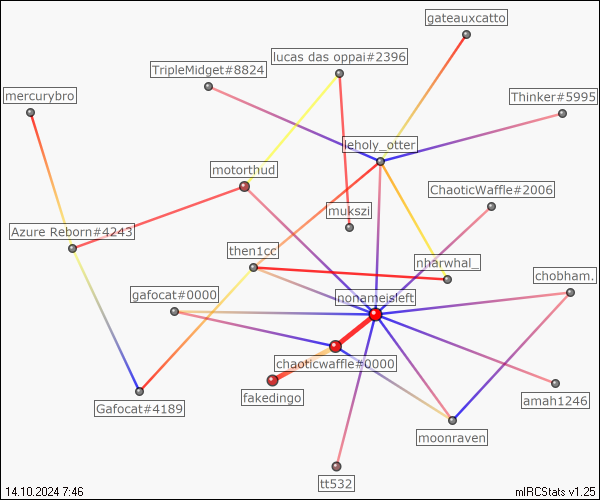 gateauxcatto
lucas das oppai#2396
TripleMidget#8824
mercurybro
Thinker#5995
leholy_otter
motorthud
ChaoticWaffle#2006
mukszi
Azure Reborn#4243
then1cc
nharwhal_
chobham.
gafocat#0000
nonameisleft
chaoticwaffle#0000
fakedingo
amah1246
Gafocat#4189
moonraven
tt532
14.10.2024 7:46
mIRCStats v1.25